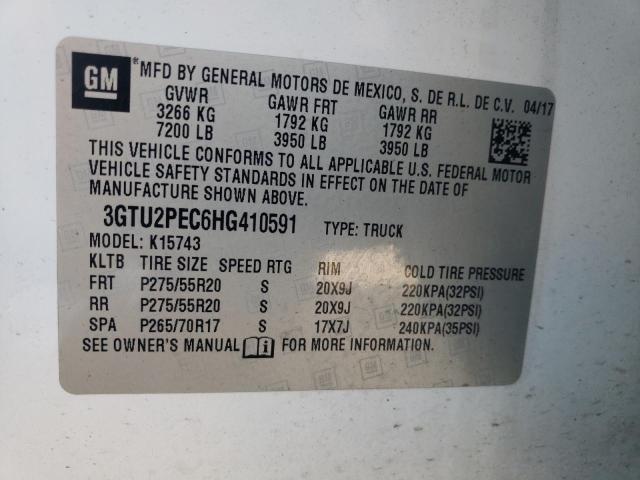 GM
*MFD BY GENERAL MOTORS DE MEXICO, S. DE R.L. DE C.V. 04/17
GVWR GAWR FRT GAWR RR
3266 KG 1792 KG 1792 KG
7200 LB 3950 LB 3950 LB
THIS VEHICLE CONFORMS TO ALL APPLICABLE U.S. FEDERAL MOTOR
VEHICLE SAFETY STANDARDS IN EFFECT ON THE DATE OF
MANUFACTURE SHOWN ABOVE.
3GTU2PEC6HG410591 TYPE: TRUCK
MODEL: K15743
KLTB TIRE SIZE SPEED RTG RIM COLD TIRE PRESSURE
FRT P275/55R20 S 20X9J 220KPA(32PSI)
RR P275/55R20 S 20X9J 220KPA(32PSI)
SPA P265/70R17 S 17X7J 240KPA(35PSI)
SEE OWNER'S MANUAL FOR MORE INFORMATION.